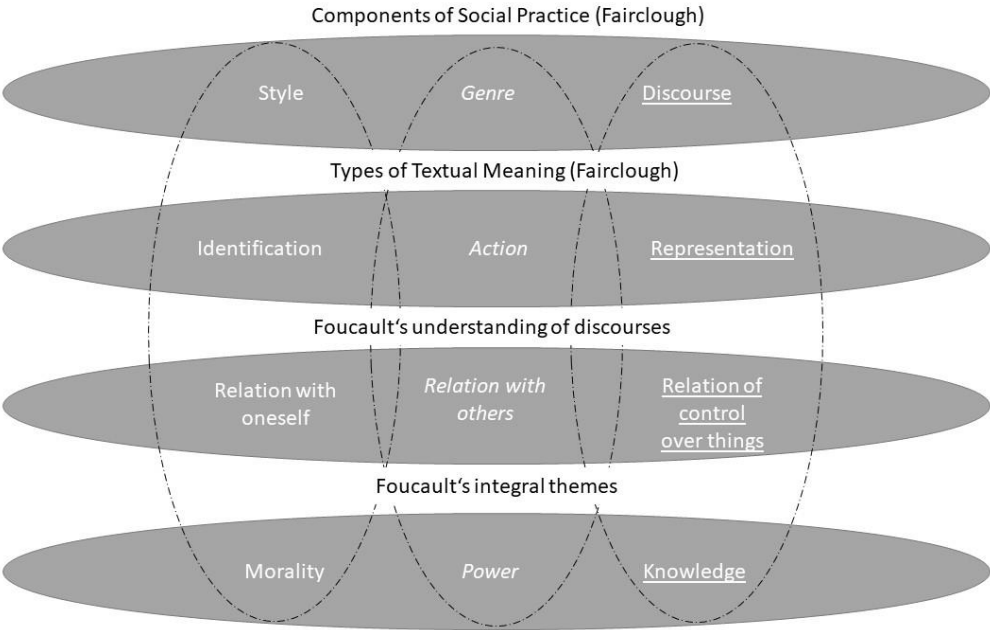 Components of Social Practice (Fairclough)
Style Genre Discourse
Types of Textual Meaning (Fairclough)
Identification Action Representation
Foucault‘s understanding of discourses
Relation with
oneself
Relation with
others
Relation of
control
over things
Foucault‘s integral themes
Morality Power Knowledge